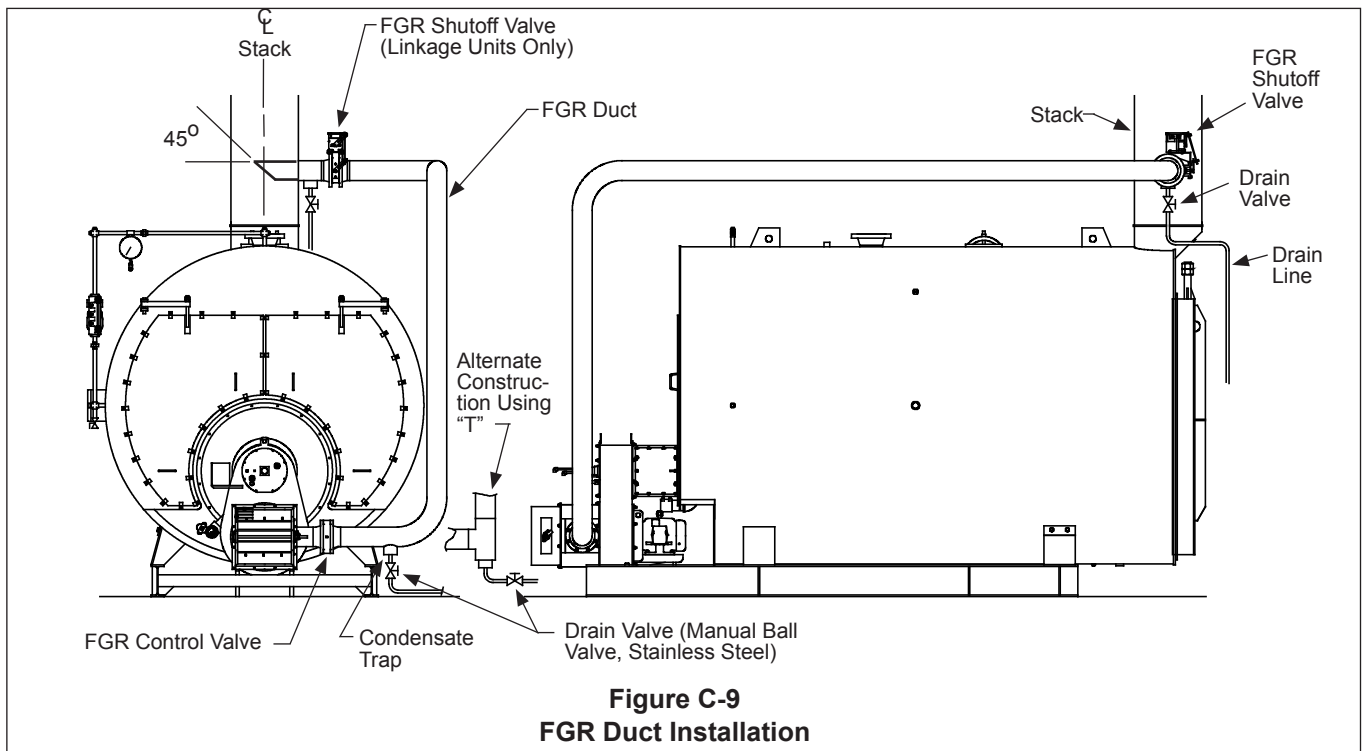 ℄
Stack
FGR Shutoff Valve
(Linkage Units Only)
45º
FGR Duct
Stack
FGR
Shutoff
Valve
Drain
Valve
Drain
Line
Alternate
Construc-
tion Using
“T”
FGR Control Valve
Condensate
Trap
Drain Valve (Manual Ball
Valve, Stainless Steel)
Figure C-9
FGR Duct Installation